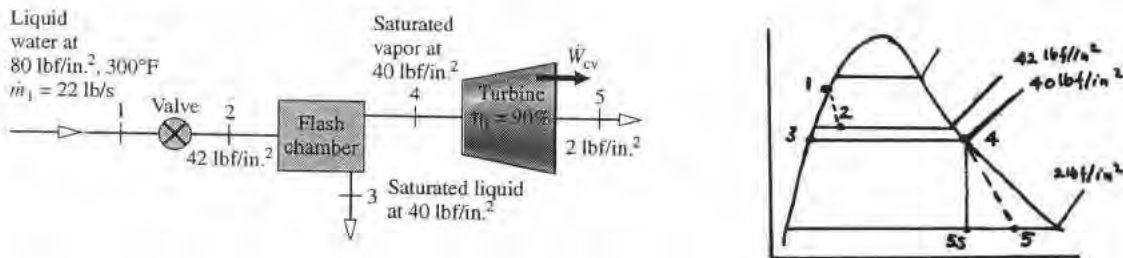 Liquid
water at
80 lbf/in.², 300°F
ṁ₁ = 22 lb/s
1
Valve
2
42 lbf/in.²
Flash
chamber
3
Saturated liquid
at 40 lbf/in.²
Saturated
vapor at
40 lbf/in.²
4
Turbine
ηₜ = 90%
Ẇcv
5
2 lbf/in.²
1
2
3
4
5s
5
42 lbf/in²
40 lbf/in²
2 lbf/in²